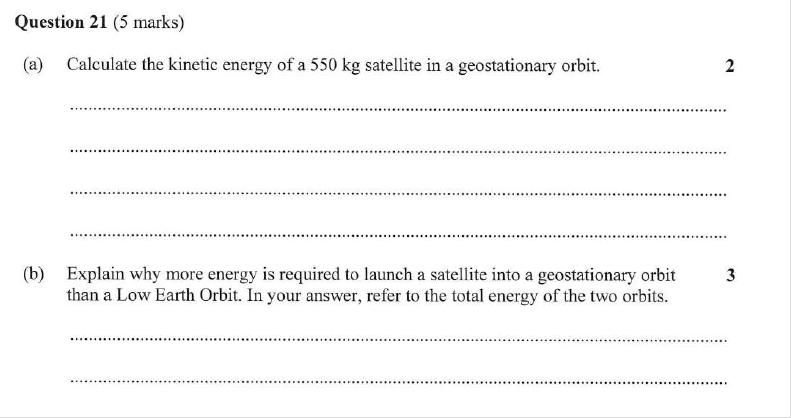 Question 21 (5 marks)
(a) Calculate the kinetic energy of a 550 kg satellite in a geostationary orbit. 2
(b) Explain why more energy is required to launch a satellite into a geostationary orbit 3
than a Low Earth Orbit. In your answer, refer to the total energy of the two orbits.